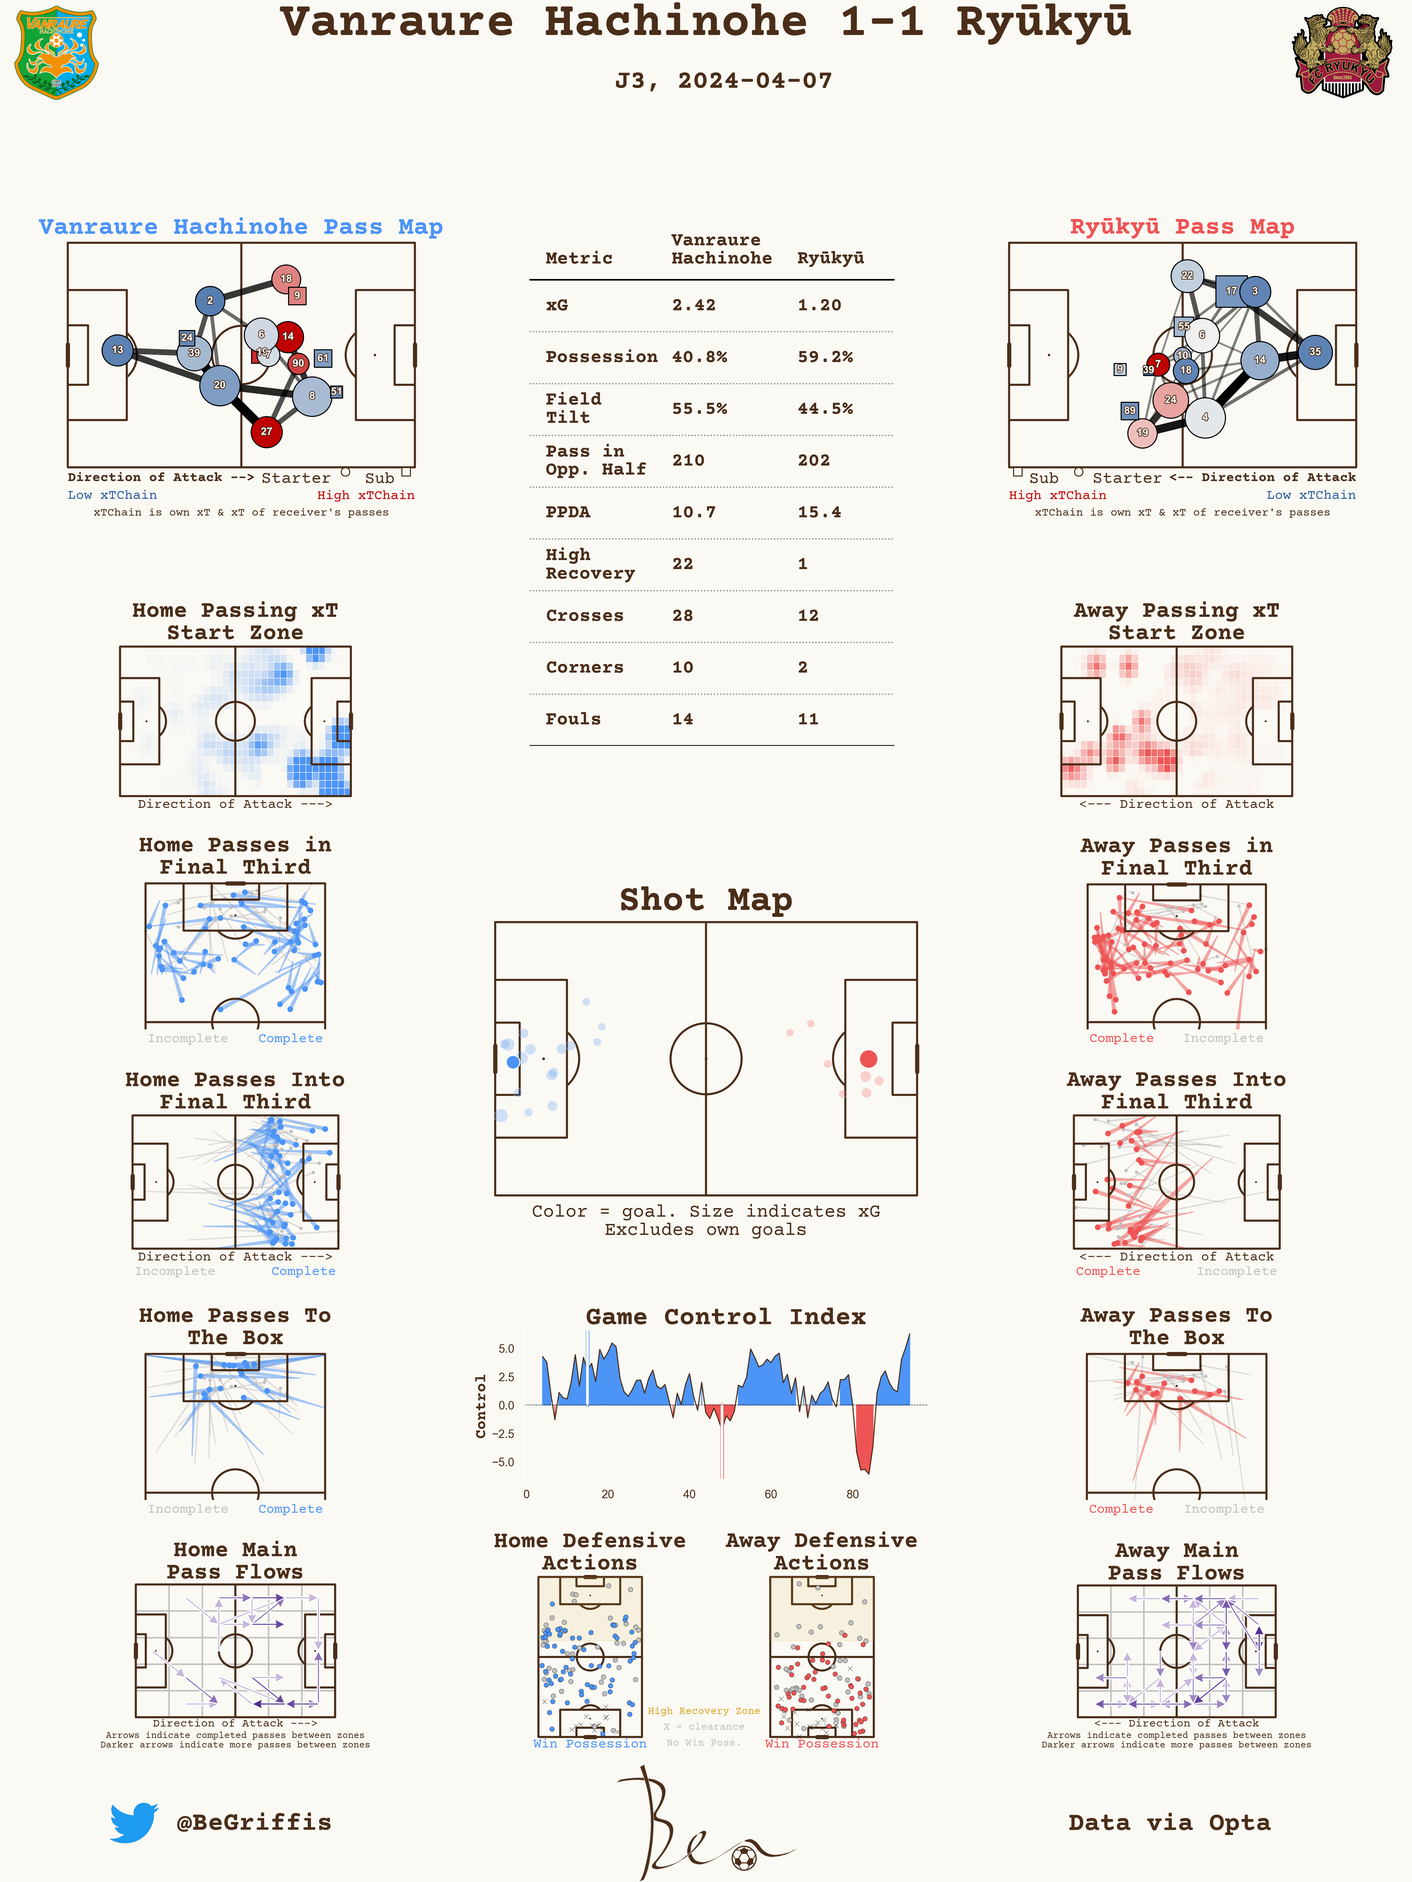 Vanraure Hachinohe 1-1 Ryūkyū
J3, 2024-04-07
VANRAURE
HACHINOHE
FC RYUKYU
Since 2003
Vanraure Hachinohe Pass Map
18
9
2
6
14
24
39
13
7
90
61
20
8
51
27
Direction of Attack --> Starter Sub
Low xTChain High xTChain
xTChain is own xT & xT of receiver's passes
Metric Vanraure Hachinohe Ryūkyū
xG 2.42 1.20
Possession 40.8% 59.2%
Field Tilt 55.5% 44.5%
Pass in Opp. Half 210 202
PPDA 10.7 15.4
High Recovery 22 1
Crosses 28 12
Corners 10 2
Fouls 14 11
Ryūkyū Pass Map
22
17
3
55
6
10
14
35
9
39
7
18
24
89
4
19
Sub Starter <-- Direction of Attack
High xTChain Low xTChain
xTChain is own xT & xT of receiver's passes
Home Passing xT
Start Zone
Direction of Attack --->
Away Passing xT
Start Zone
<--- Direction of Attack
Home Passes in
Final Third
Incomplete Complete
Away Passes in
Final Third
Complete Incomplete
Shot Map
Color = goal. Size indicates xG
Excludes own goals
Home Passes Into
Final Third
Direction of Attack --->
Incomplete Complete
Away Passes Into
Final Third
<--- Direction of Attack
Complete Incomplete
Home Passes To
The Box
Incomplete Complete
Game Control Index
Control
5.0
2.5
0.0
−2.5
−5.0
0 20 40 60 80
Away Passes To
The Box
Complete Incomplete
Home Main
Pass Flows
Direction of Attack --->
Arrows indicate completed passes between zones
Darker arrows indicate more passes between zones
Home Defensive
Actions
Win Possession
Away Defensive
Actions
Win Possession
High Recovery Zone
X = clearance
No Win Poss.
Away Main
Pass Flows
<--- Direction of Attack
Arrows indicate completed passes between zones
Darker arrows indicate more passes between zones
@BeGriffis
Ben
Data via Opta